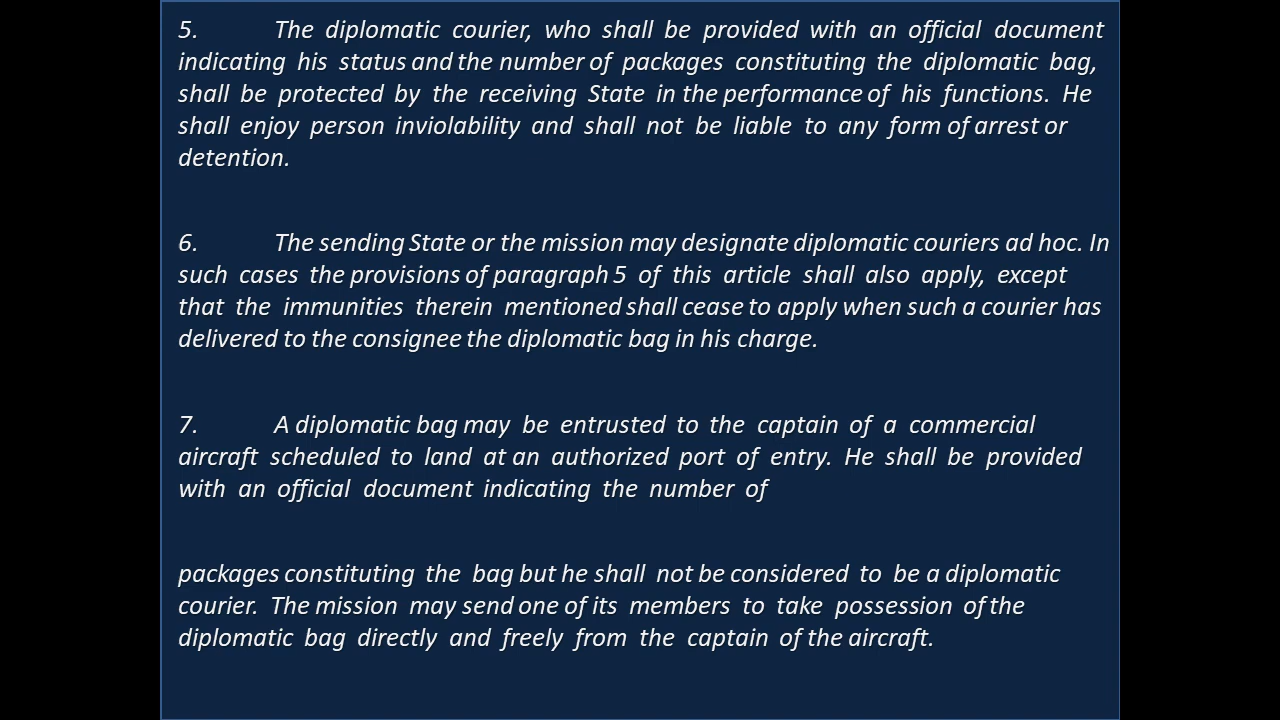 5. The diplomatic courier, who shall be provided with an official document
indicating his status and the number of packages constituting the diplomatic bag,
shall be protected by the receiving State in the performance of his functions. He
shall enjoy person inviolability and shall not be liable to any form of arrest or
detention.
6. The sending State or the mission may designate diplomatic couriers ad hoc. In
such cases the provisions of paragraph 5 of this article shall also apply, except
that the immunities therein mentioned shall cease to apply when such a courier has
delivered to the consignee the diplomatic bag in his charge.
7. A diplomatic bag may be entrusted to the captain of a commercial
aircraft scheduled to land at an authorized port of entry. He shall be provided
with an official document indicating the number of
packages constituting the bag but he shall not be considered to be a diplomatic
courier. The mission may send one of its members to take possession of the
diplomatic bag directly and freely from the captain of the aircraft.